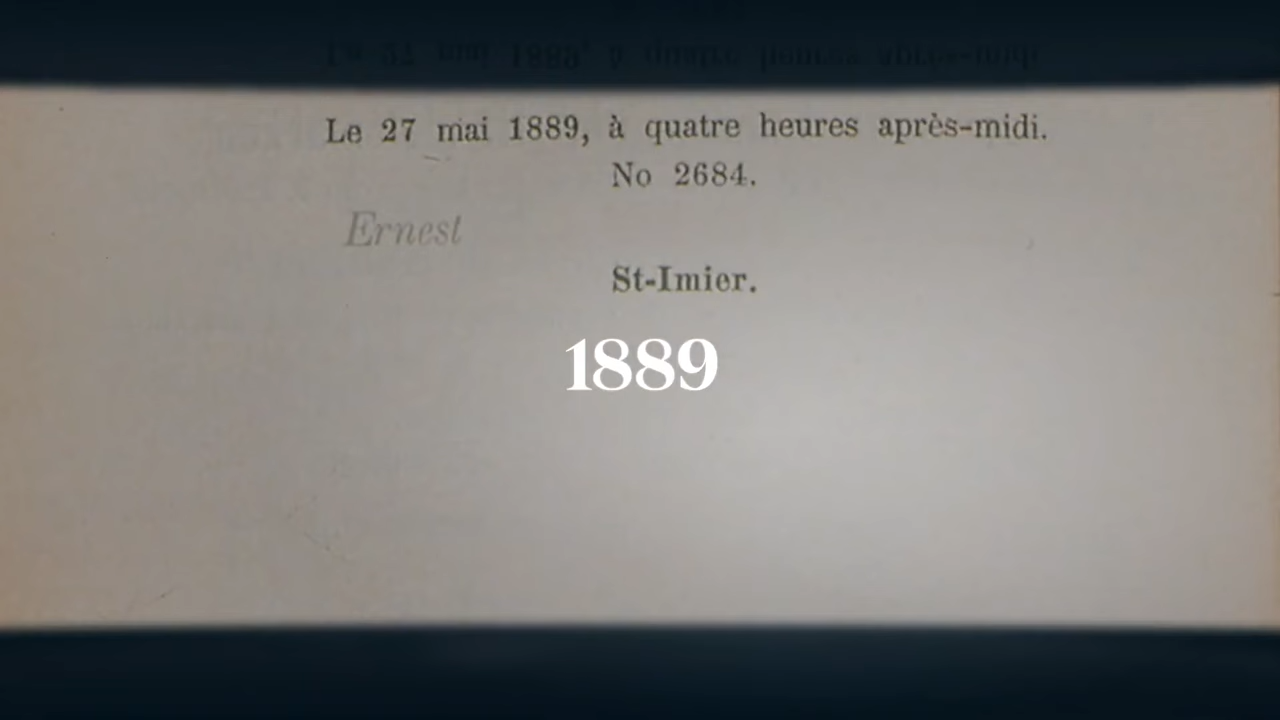 Le 27 mai 1889, à quatre heures après-midi.
No 2684.
Ernest
St-Imier.
1889